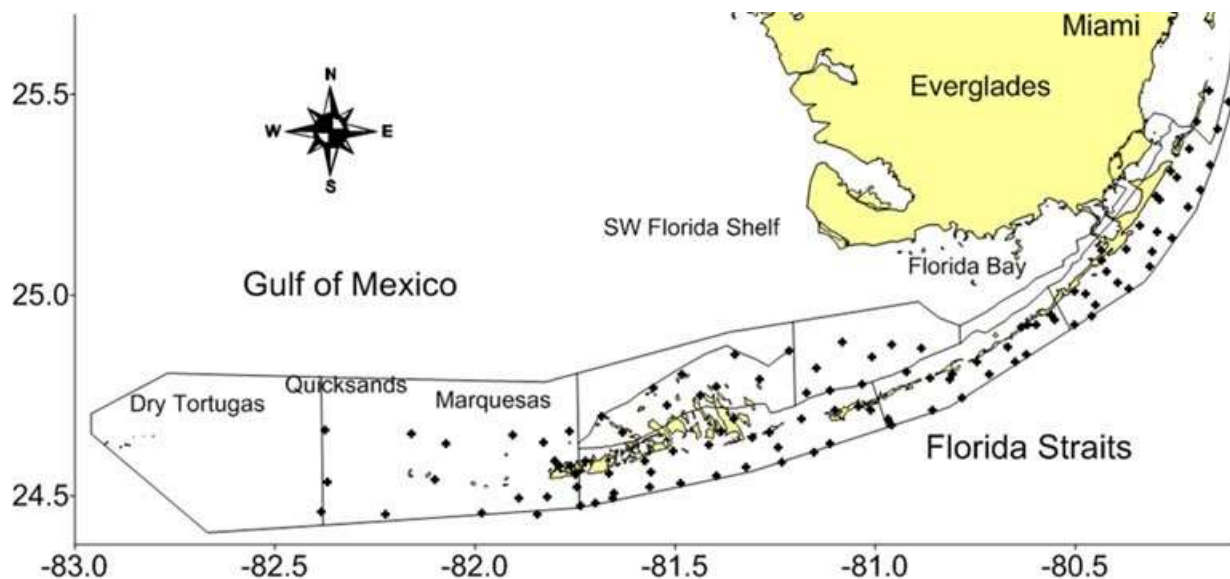 Miami
25.5
Everglades
N
W E
S
SW Florida Shelf
Florida Bay
Gulf of Mexico
25.0
Quicksands
Dry Tortugas
Marquesas
Florida Straits
24.5
-83.0 -82.5 -82.0 -81.5 -81.0 -80.5